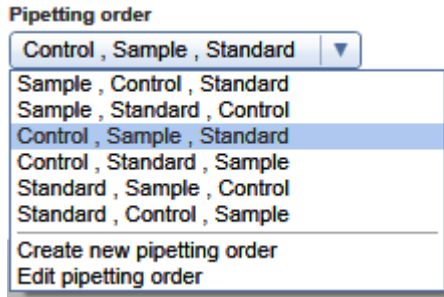 Pipetting order
Control , Sample , Standard
Sample , Control , Standard
Sample , Standard , Control
Control , Sample , Standard
Control , Standard , Sample
Standard , Sample , Control
Standard , Control , Sample
Create new pipetting order
Edit pipetting order